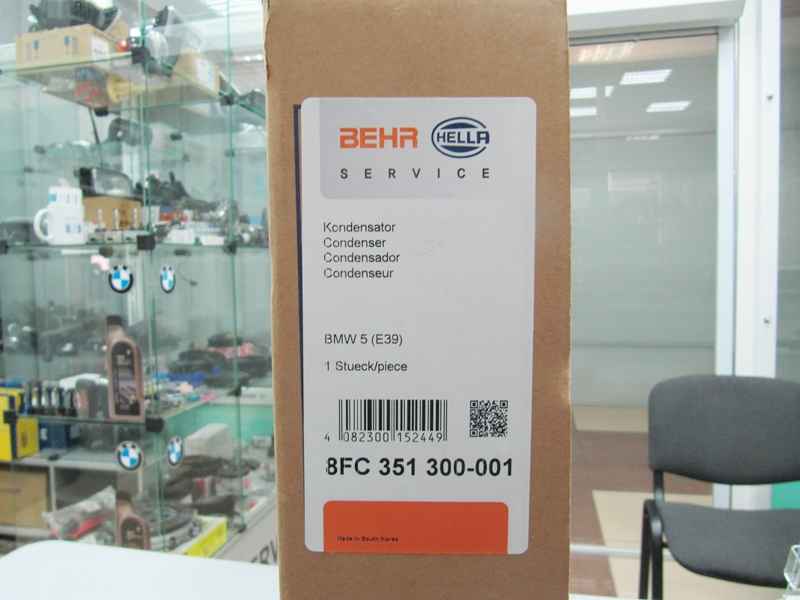 BEHR HELLA
SERVICE
Kondensator
Condenser
Condensador
Condenseur
BMW 5 (E39)
1 Stueck/piece
4 082300 152449
8FC 351 300-001
Made in South Korea